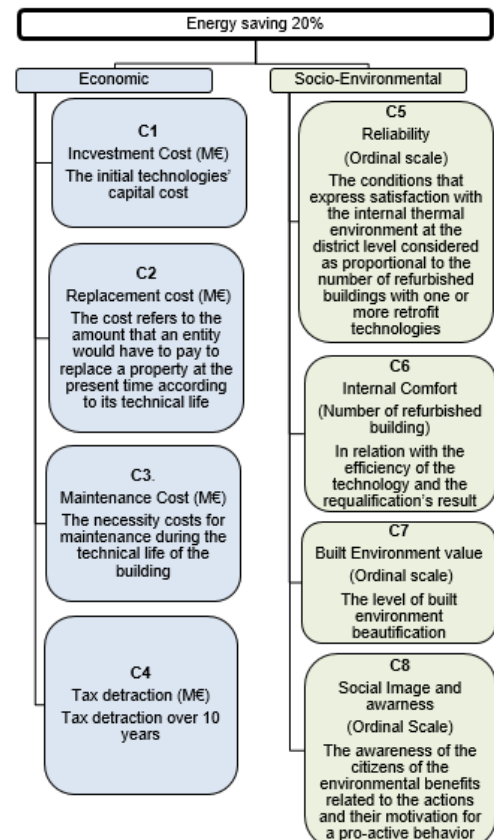 Energy saving 20%
Economic
C1
Incvestment Cost (M€)
The initial technologies'
capital cost
C2
Replacement cost (M€)
The cost refers to the
amount that an entity
would have to pay to
replace a property at the
present time according
to its technical life
C3.
Maintenance Cost (M€)
The necessity costs for
maintenance during the
technical life of the
building
C4
Tax detraction (M€)
Tax detraction over 10
years
Socio-Environmental
C5
Reliability
(Ordinal scale)
The conditions that
express satisfaction with
the internal thermal
environment at the
district level considered
as proportional to the
number of refurbished
buildings with one or
more retrofit
technologies
C6
Internal Comfort
(Number of refurbished
building)
In relation with the
efficiency of the
technology and the
requalification's result
C7
Built Environment value
(Ordinal scale)
The level of built
environment
beautification
C8
Social Image and
awarness
(Ordinal Scale)
The awareness of the
citizens of the
environmental benefits
related to the actions
and their motivation for
a pro-active behavior